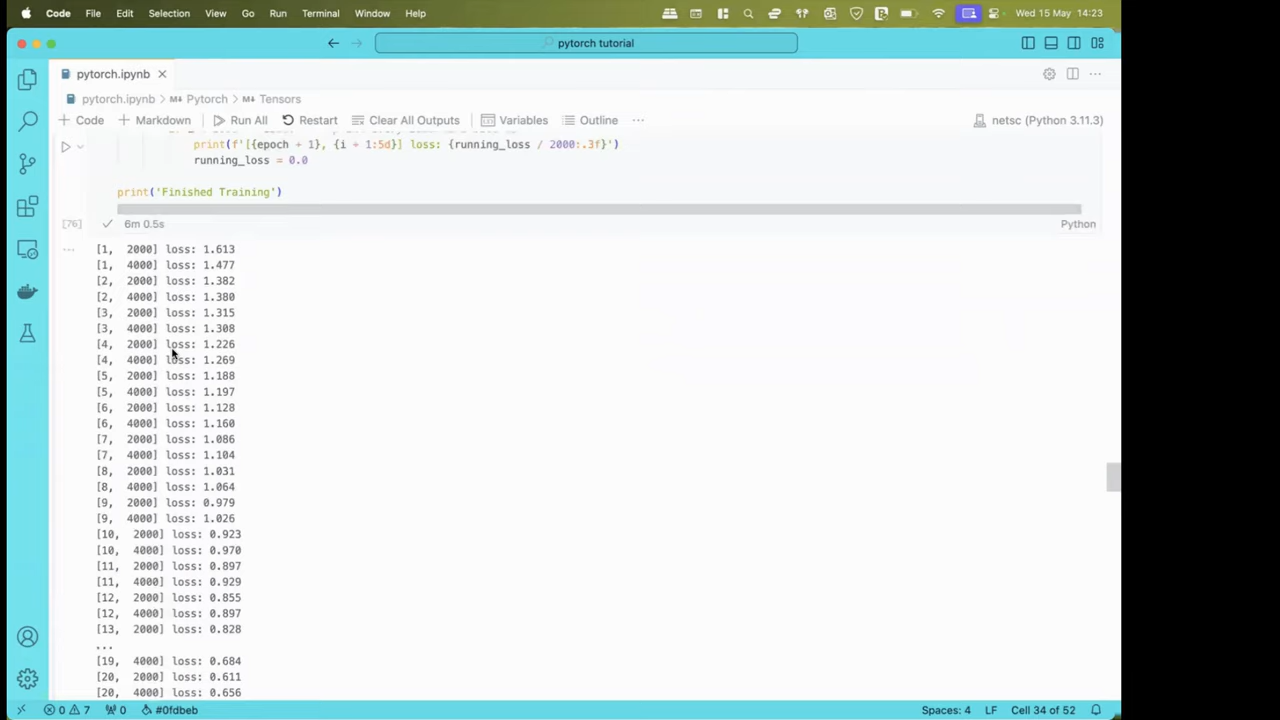 Code File Edit Selection View Go Run Terminal Window Help Wed 15 May 14:23
pytorch tutorial
pytorch.ipynb
pytorch.ipynb > Pytorch > Tensors
+ Code + Markdown Run All Restart Clear All Outputs Variables Outline ... netsc (Python 3.11.3)
print(f'[{epoch + 1}, {i + 1:5d}] loss: {running_loss / 2000:.3f}')
running_loss = 0.0
print('Finished Training')
[76] 6m 0.5s Python
[1, 2000] loss: 1.613
[1, 4000] loss: 1.477
[2, 2000] loss: 1.382
[2, 4000] loss: 1.380
[3, 2000] loss: 1.315
[3, 4000] loss: 1.308
[4, 2000] loss: 1.226
[4, 4000] loss: 1.269
[5, 2000] loss: 1.188
[5, 4000] loss: 1.197
[6, 2000] loss: 1.128
[6, 4000] loss: 1.160
[7, 2000] loss: 1.086
[7, 4000] loss: 1.104
[8, 2000] loss: 1.031
[8, 4000] loss: 1.064
[9, 2000] loss: 0.979
[9, 4000] loss: 1.026
[10, 2000] loss: 0.923
[10, 4000] loss: 0.970
[11, 2000] loss: 0.897
[11, 4000] loss: 0.929
[12, 2000] loss: 0.855
[12, 4000] loss: 0.897
[13, 2000] loss: 0.828
...
[19, 4000] loss: 0.684
[20, 2000] loss: 0.611
[20, 4000] loss: 0.656
0 7 0 #0fdbeb Spaces: 4 LF Cell 34 of 52